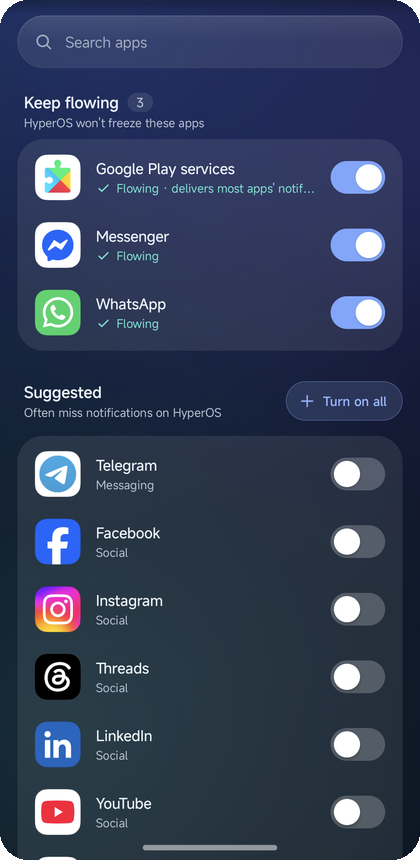 Search apps
Keep flowing 3
HyperOS won't freeze these apps
Google Play services
Flowing · delivers most apps' notif...
Messenger
Flowing
WhatsApp
Flowing
Suggested
Often miss notifications on HyperOS
Turn on all
Telegram
Messaging
Facebook
Social
Instagram
Social
Threads
Social
in
LinkedIn
Social
YouTube
Social